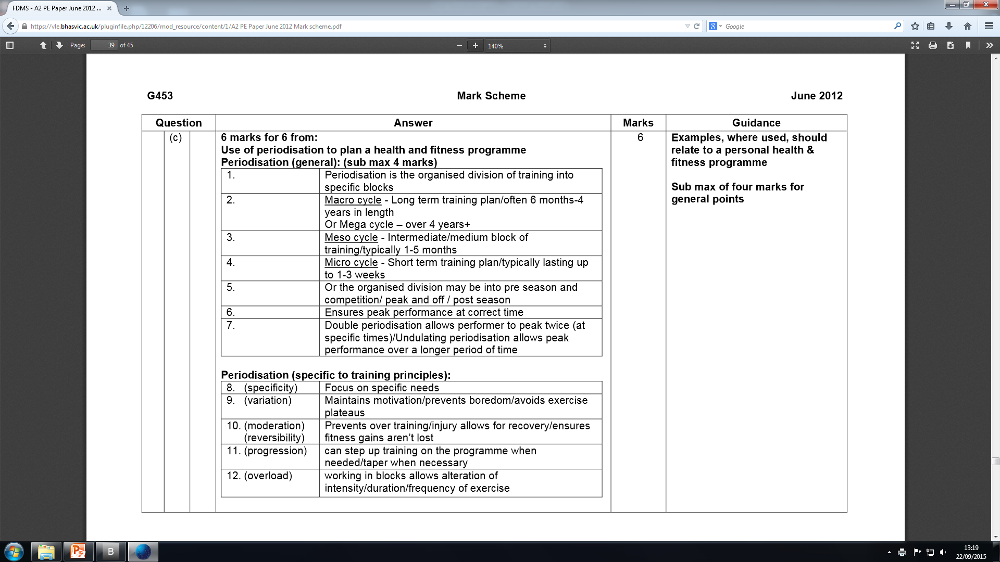 FDMS - A2 PE Paper June 2012 ...
https://vle.bhasvic.ac.uk/pluginfile.php/12206/mod_resource/content/1/A2 PE Paper June 2012 Mark scheme.pdf
Google
Page: 39 of 45
140%
G453 Mark Scheme June 2012
Question Answer Marks Guidance
(c) 6 marks for 6 from: 6 Examples, where used, should
Use of periodisation to plan a health and fitness programme relate to a personal health &
Periodisation (general): (sub max 4 marks) fitness programme
1. Periodisation is the organised division of training into
specific blocks Sub max of four marks for
2. Macro cycle - Long term training plan/often 6 months-4 general points
years in length
Or Mega cycle – over 4 years+
3. Meso cycle - Intermediate/medium block of
training/typically 1-5 months
4. Micro cycle - Short term training plan/typically lasting up
to 1-3 weeks
5. Or the organised division may be into pre season and
competition/ peak and off / post season
6. Ensures peak performance at correct time
7. Double periodisation allows performer to peak twice (at
specific times)/Undulating periodisation allows peak
performance over a longer period of time
Periodisation (specific to training principles):
8. (specificity) Focus on specific needs
9. (variation) Maintains motivation/prevents boredom/avoids exercise
plateaus
10. (moderation) Prevents over training/injury allows for recovery/ensures
(reversibility) fitness gains aren't lost
11. (progression) can step up training on the programme when
needed/taper when necessary
12. (overload) working in blocks allows alteration of
intensity/duration/frequency of exercise
B
13:19
22/09/2015